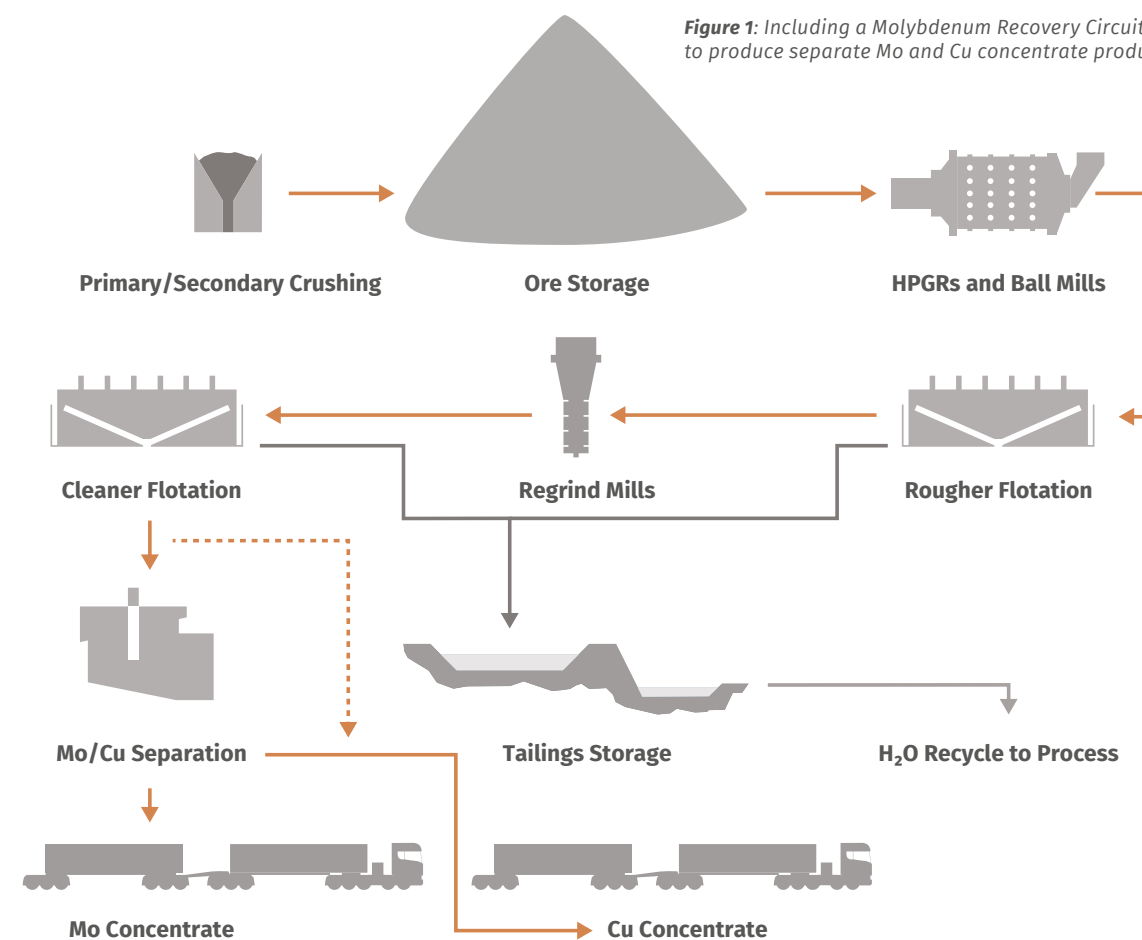 Figure 1: Including a Molybdenum Recovery Circuit
to produce separate Mo and Cu concentrate
Primary/Secondary Crushing
Ore Storage
HPGRs and Ball Mills
Cleaner Flotation
Regrind Mills
Rougher Flotation
Mo/Cu Separation
Tailings Storage
H₂O Recycle to Process
Mo Concentrate
Cu Concentrate